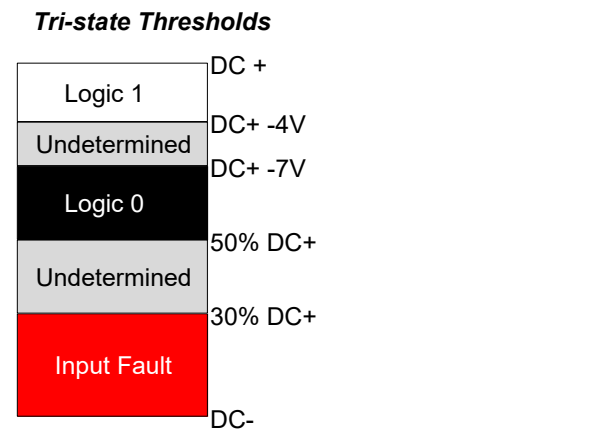 Tri-state Thresholds
DC +
Logic 1
DC+ -4V
Undetermined
DC+ -7V
Logic 0
50% DC+
Undetermined
30% DC+
Input Fault
DC-